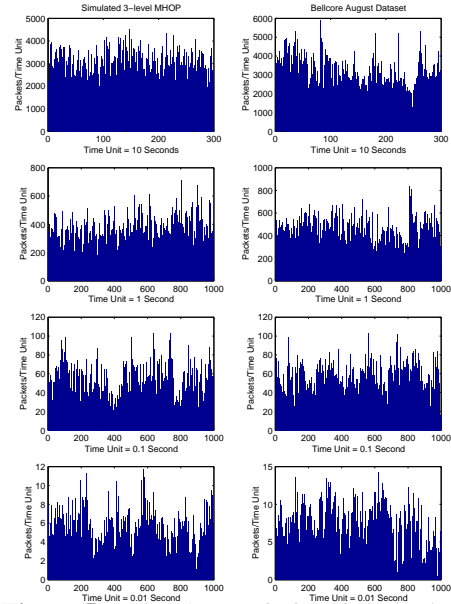 Simulated 3−level MHOP
Packets/Time Unit
5000
4000
3000
2000
1000
0
0 100 200 300
Time Unit = 10 Seconds
Bellcore August Dataset
Packets/Time Unit
6000
5000
4000
3000
2000
1000
0
0 100 200 300
Time Unit = 10 Seconds
Packets/Time Unit
800
600
400
200
0
0 200 400 600 800 1000
Time Unit = 1 Second
Packets/Time Unit
1000
800
600
400
200
0
0 200 400 600 800 1000
Time Unit = 1 Second
Packets/Time Unit
120
100
80
60
40
20
0
0 200 400 600 800 1000
Time Unit = 0.1 Second
Packets/Time Unit
120
100
80
60
40
20
0
0 200 400 600 800 1000
Time Unit = 0.1 Second
Packets/Time Unit
12
10
8
6
4
2
0
0 200 400 600 800 1000
Time Unit = 0.01 Second
Packets/Time Unit
15
10
5
0
0 200 400 600 800 1000
Time Unit = 0.01 Second